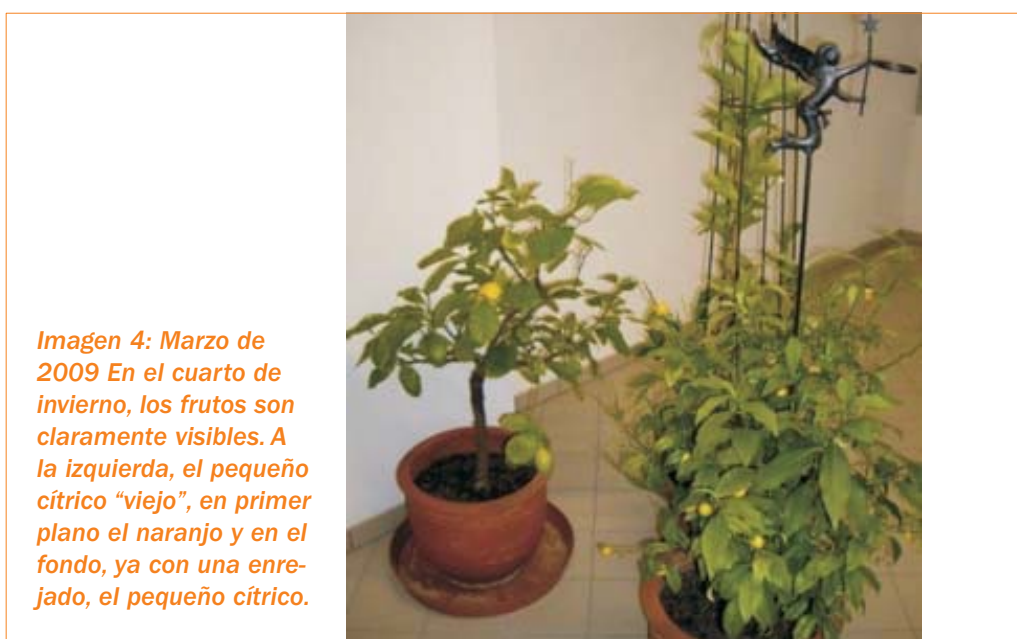 Imagen 4: Marzo de
2009 En el cuarto de
invierno, los frutos son
claramente visibles. A
la izquierda, el pequeño
cítrico “viejo”, en primer
plano el naranjo y en el
fondo, ya con una enre-
jado, el pequeño cítrico.